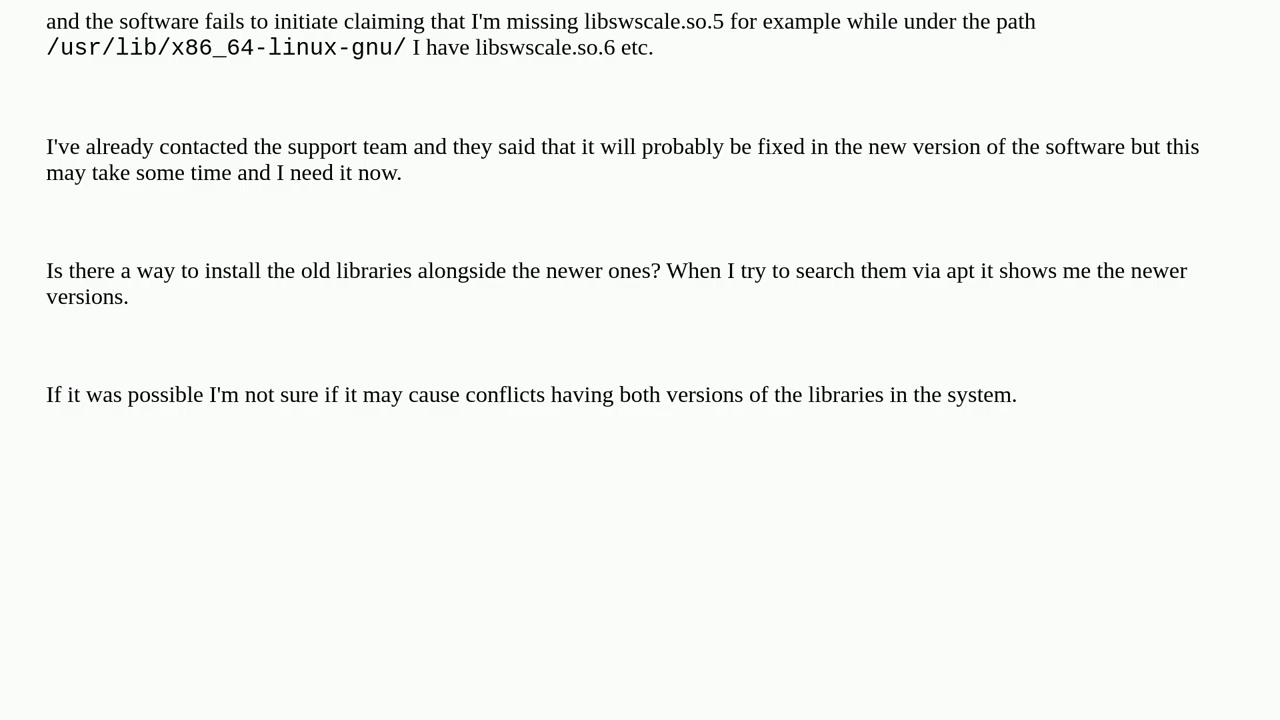 and the software fails to initiate claiming that I'm missing libswscale.so.5 for example while under the path
/usr/lib/x86_64-linux-gnu/ I have libswscale.so.6 etc.
I've already contacted the support team and they said that it will probably be fixed in the new version of the software but this
may take some time and I need it now.
Is there a way to install the old libraries alongside the newer ones? When I try to search them via apt it shows me the newer
versions.
If it was possible I'm not sure if it may cause conflicts having both versions of the libraries in the system.